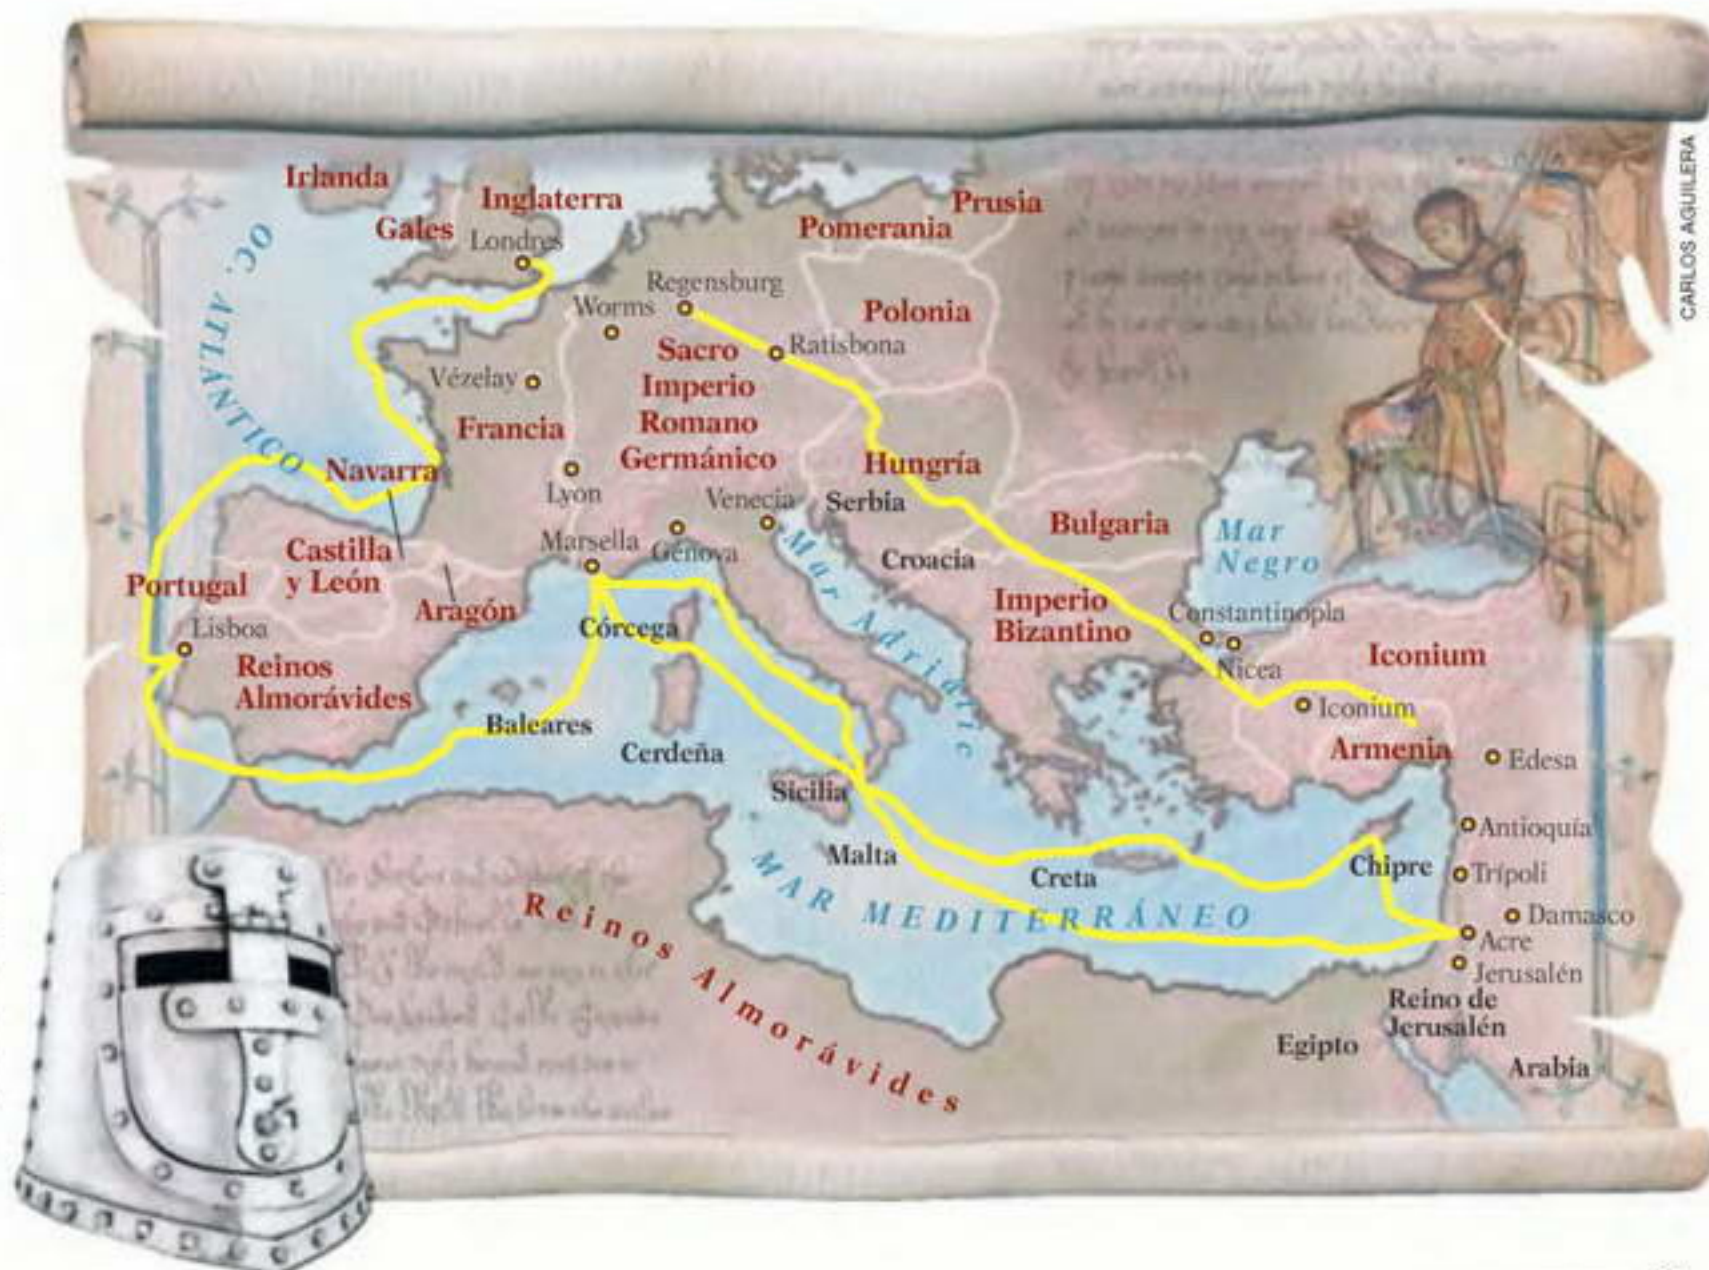 CARLOS AGUILERA
Irlanda
Inglaterra
Gales
Londres
OC. ATLÁNTICO
Prusia
Pomerania
Regensburg
Worms
Polonia
Sacro
Imperio
Romano
Germánico
Ratisbona
Vézelay
Francia
Navarra
Lyon
Venecia
Hungría
Serbia
Bulgaria
Mar
Negro
Marsella
Génova
Mar Adriátic
Croacia
Castilla
y León
Portugal
Aragón
Lisboa
Córcega
Imperio
Bizantino
Constantinopla
Nicea
Iconium
Reinos
Almorávides
Iconium
Baleares
Cerdeña
Armenia
Edesa
Sicilia
Antioquía
Malta
Creta
Chipre
Trípoli
MAR MEDITERRÁNEO
Damasco
Acre
Jerusalén
Reinos Almorávides
Reino de
Jerusalén
Egipto
Arabia